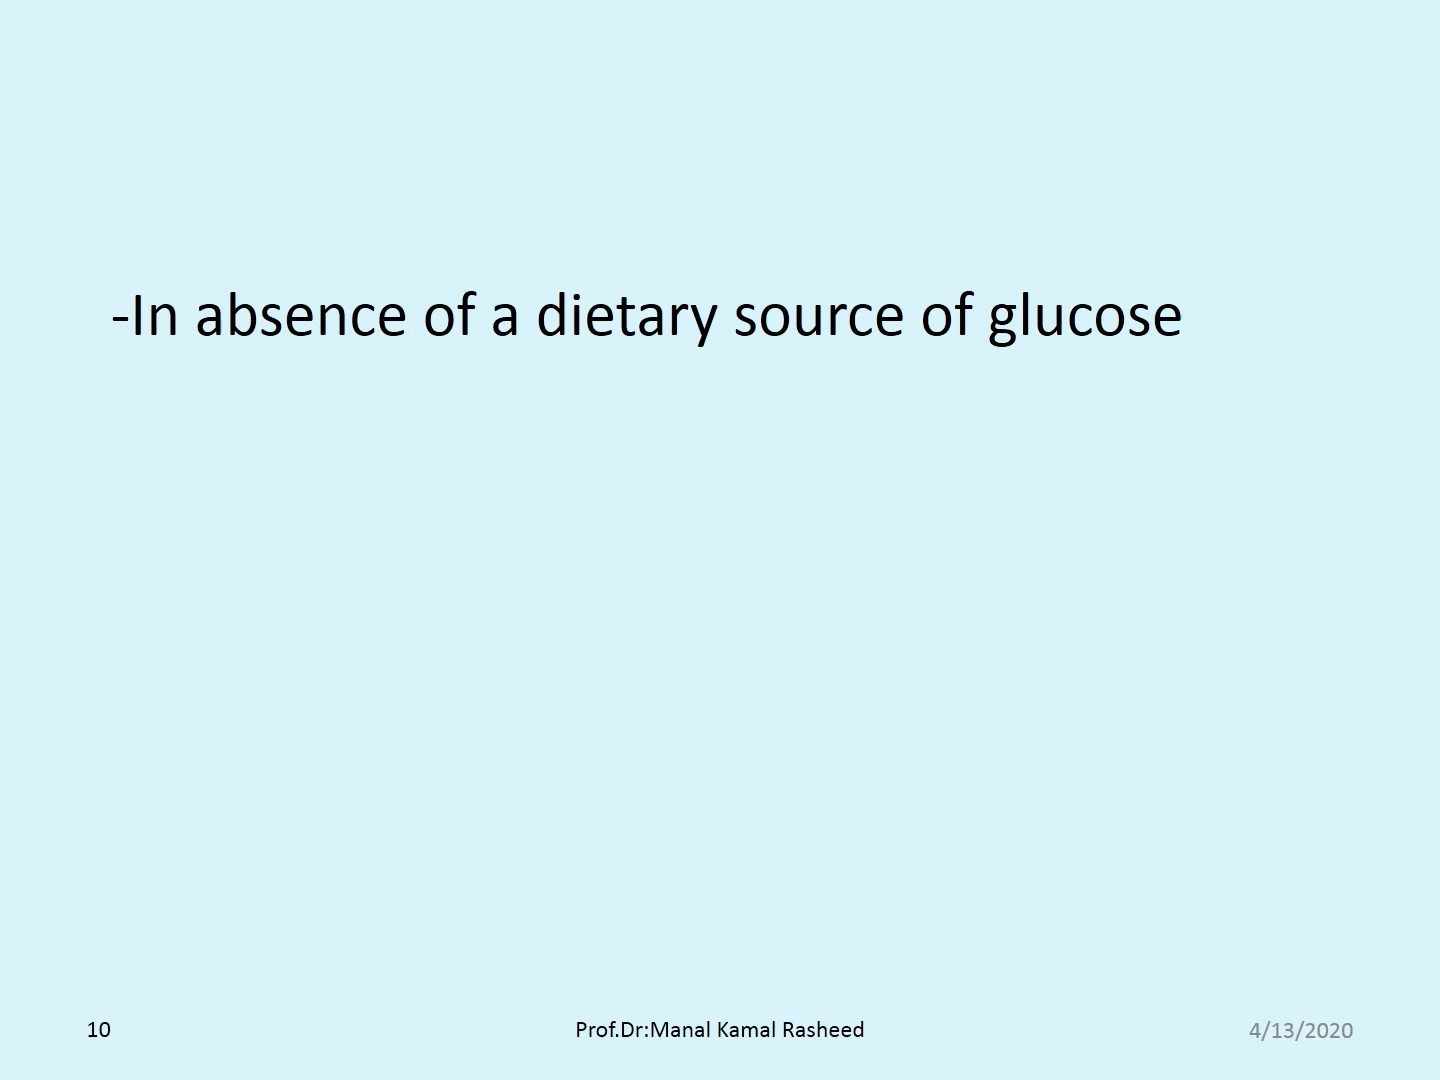 -In absence of a dietary source of glucose
10
Prof.Dr:Manal Kamal Rasheed
4/13/2020